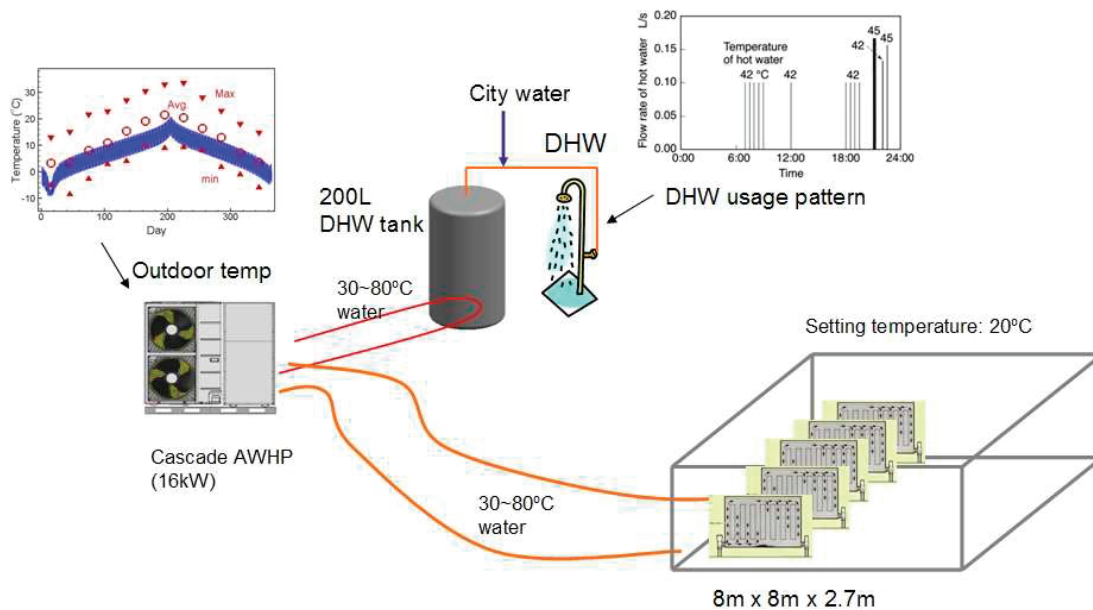 Flow rate of hot water L/s
0.20
0.15
0.10
0.05
0.00
Temperature
of hot water
42 °C
42
42
42
45
45
0:00
6:00
12:00
18:00
24:00
Time
DHW usage pattern
Temperature (°C)
30
20
10
0
-10
Max
Avg.
min
0
100
200
300
Day
City water
DHW
200L
DHW tank
Outdoor temp
30~80°C
water
Setting temperature: 20°C
Cascade AWHP
(16kW)
30~80°C
water
8m x 8m x 2.7m